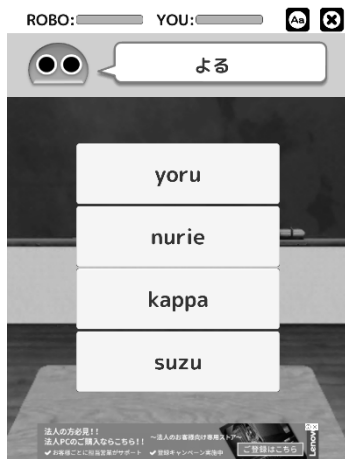 ROBO: YOU: Aa
よる
yoru
nurie
kappa
suzu
法人の方必見！！
法人PCのご購入ならこちら！！ ～法人のお客様向け専用ストア～
✓お客様ごとに担当営業がサポート ✓登録キャンペーン実施中 ご登録はこちら
Lenovo